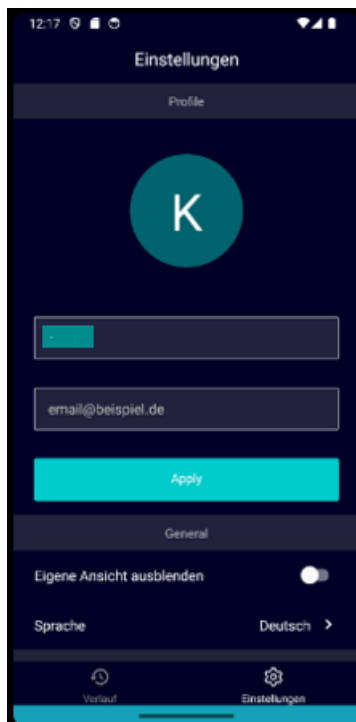 12:17
Einstellungen
Profile
K
email@beispiel.de
Apply
General
Eigene Ansicht ausblenden
Sprache Deutsch >
Verlauf Einstellungen